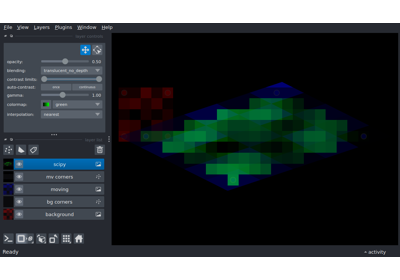 File View Layers Plugins Window Help
opacity: 0.50
blending: translucent_no_depth
contrast limits:
auto-contrast: once continuous
gamma: 1.00
colormap: green
interpolation: nearest
scipy
mv corners
moving
bg corners
background
Ready activity